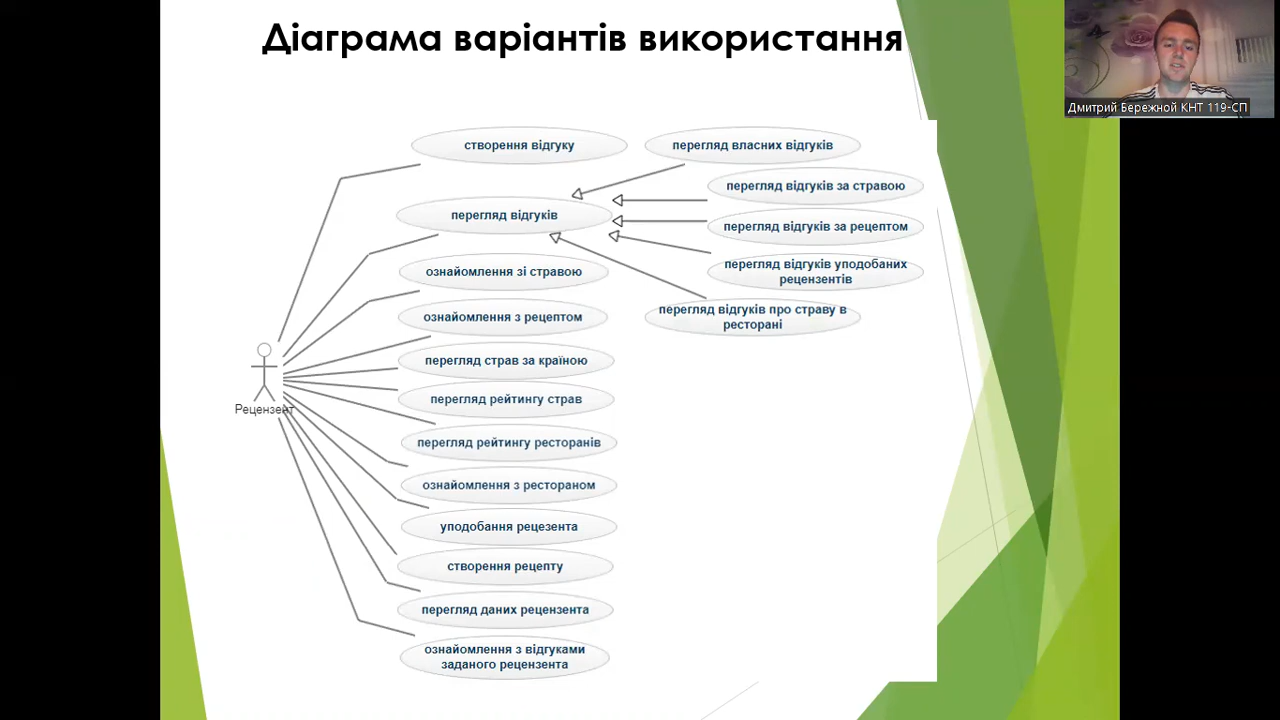 Діаграма варіантів використання
Дмитрий Бережной КНТ 119-СП
створення відгуку
перегляд власних відгуків
перегляд відгуків за стравою
перегляд відгуків
перегляд відгуків за рецептом
перегляд відгуків уподобаних
рецензентів
ознайомлення зі стравою
перегляд відгуків про страву в
ресторані
ознайомлення з рецептом
перегляд страв за країною
перегляд рейтингу страв
Рецензент
перегляд рейтингу ресторанів
ознайомлення з рестораном
уподобання рецезента
створення рецепту
перегляд даних рецензента
ознайомлення з відгуками
заданого рецензента